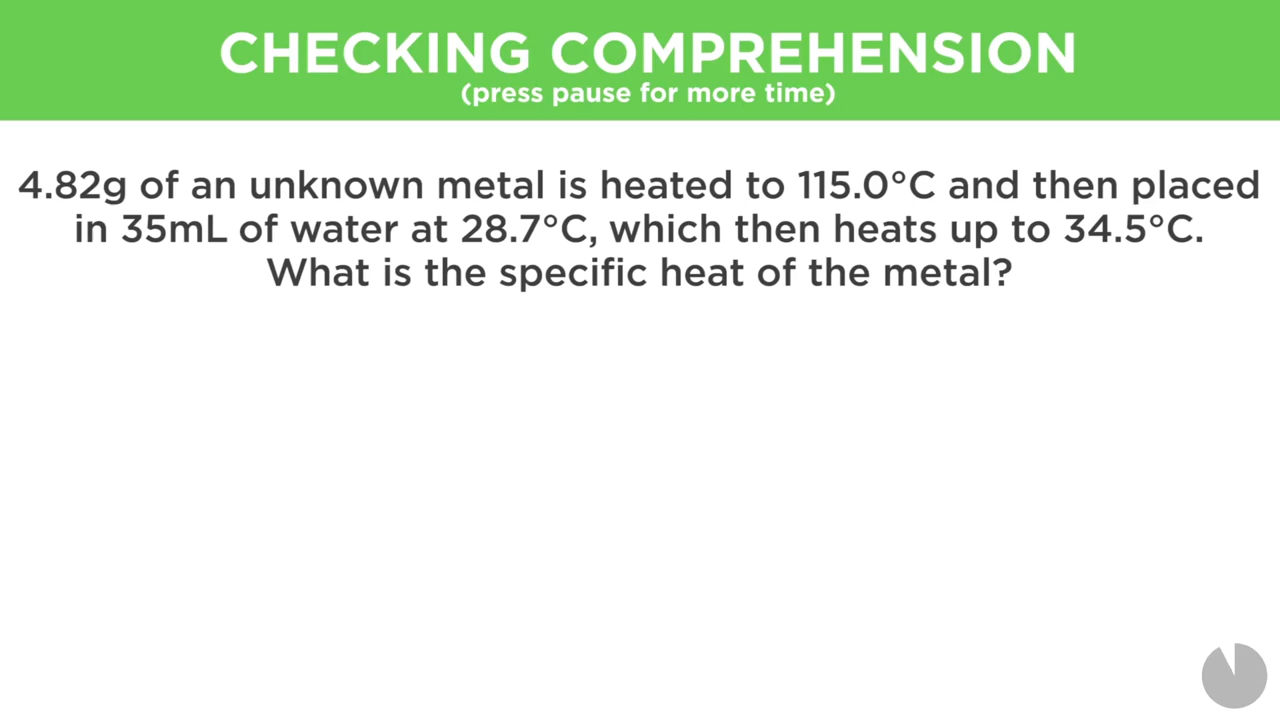 CHECKING COMPREHENSION
(press pause for more time)
4.82g of an unknown metal is heated to 115.0°C and then placed
in 35mL of water at 28.7°C, which then heats up to 34.5°C.
What is the specific heat of the metal?